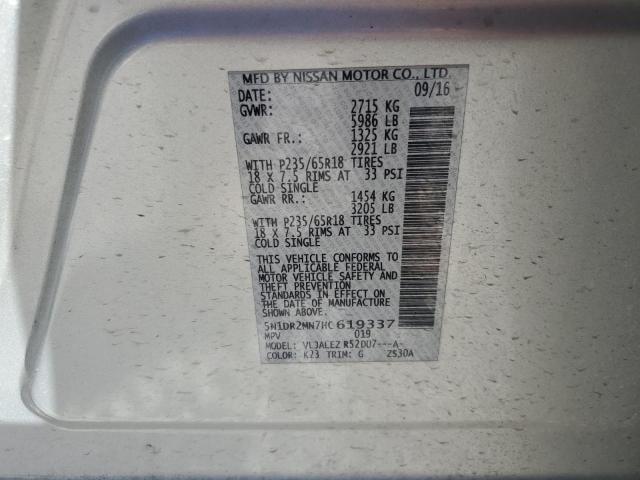 MFD BY NISSAN MOTOR CO., LTD.
DATE: 09/16
GVWR: 2715 KG
5986 LB
GAWR FR.: 1325 KG
2921 LB
WITH P235/65R18 TIRES
18 X 7.5 RIMS AT 33 PSI
COLD SINGLE
GAWR RR.: 1454 KG
3205 LB
WITH P235/65R18 TIRES
18 X 7.5 RIMS AT 33 PSI
COLD SINGLE
THIS VEHICLE CONFORMS TO
ALL APPLICABLE FEDERAL
MOTOR VEHICLE SAFETY AND
THEFT PREVENTION
STANDARDS IN EFFECT ON
THE DATE OF MANUFACTURE
SHOWN ABOVE.
5N1DR2MN7HC619337
MPV 019
MODEL: VLJALEZ R52DU7---A-
COLOR: K23 TRIM: G ZS30A